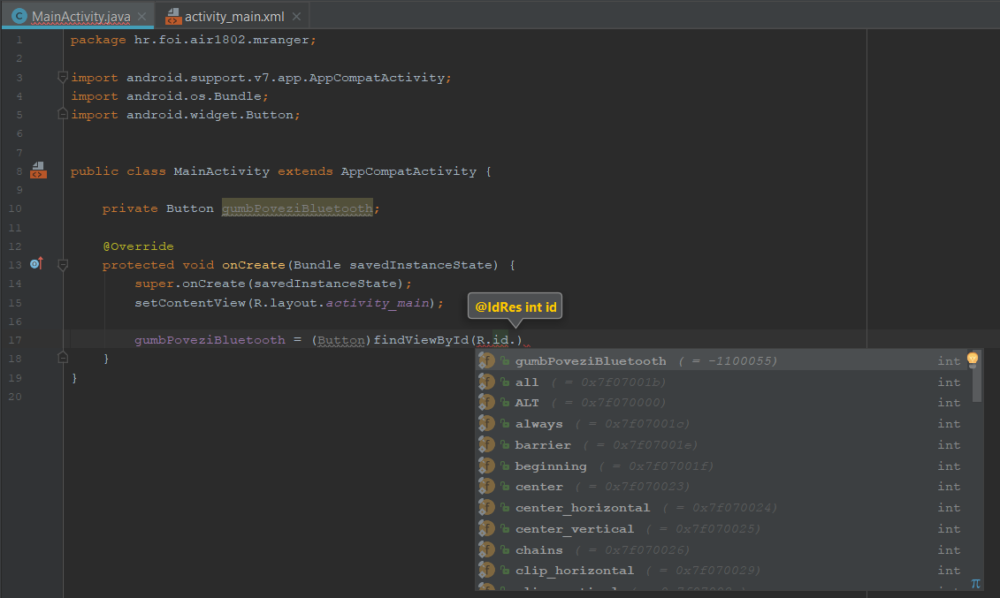 MainActivity.java activity_main.xml
1 package hr.foi.air1802.mranger;
2
3 import android.support.v7.app.AppCompatActivity;
4 import android.os.Bundle;
5 import android.widget.Button;
6
7
8 public class MainActivity extends AppCompatActivity {
9
10 private Button gumbPoveziBluetooth;
11
12 @Override
13 protected void onCreate(Bundle savedInstanceState) {
14 super.onCreate(savedInstanceState);
15 setContentView(R.layout.activity_main);
@IdRes int id
16
17 gumbPoveziBluetooth = (Button)findViewById(R.id.)
18 }
19 }
20
gumbPoveziBluetooth ( = -1100055) int
all ( = 0x7f07001b) int
ALT ( = 0x7f070000) int
always ( = 0x7f07001c) int
barrier ( = 0x7f07001e) int
beginning ( = 0x7f07001f) int
center ( = 0x7f070023) int
center_horizontal ( = 0x7f070024) int
center_vertical ( = 0x7f070025) int
chains ( = 0x7f070026) int
clip_horizontal ( = 0x7f070029) int
π